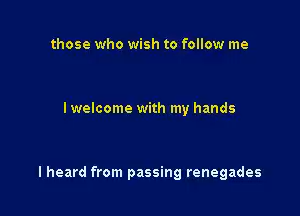 those who wish to follow me
I welcome with my hands
I heard from passing renegades